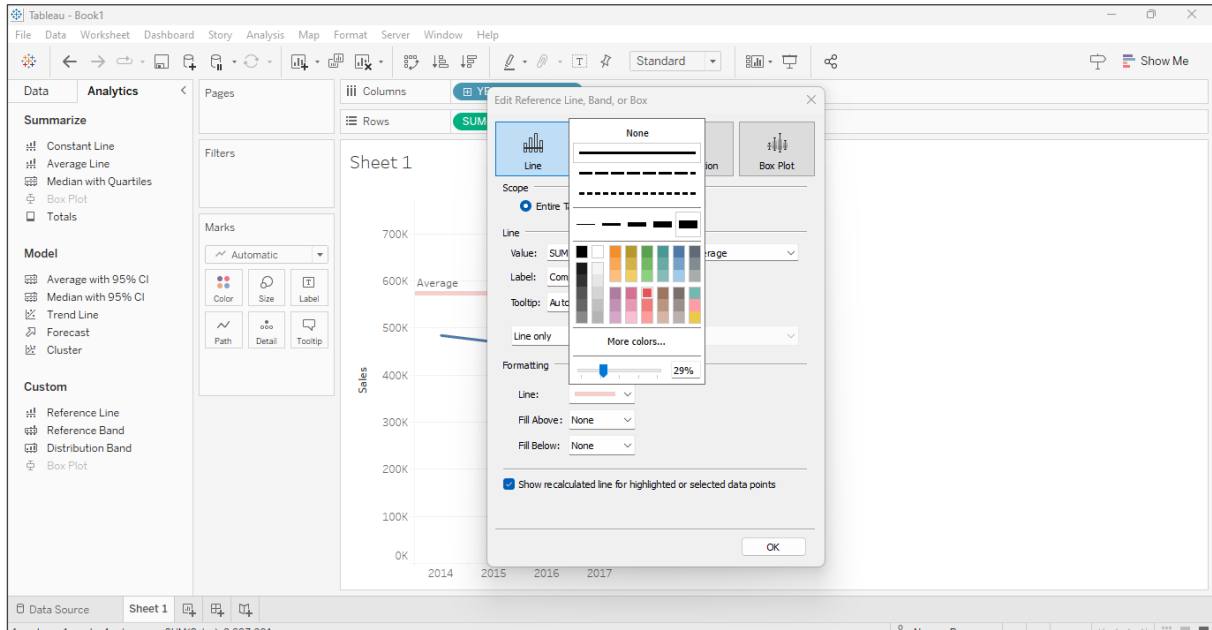 Tableau - Book1
File Data Worksheet Dashboard Story Analysis Map Format Server Window Help
Standard
Show Me
Data Analytics
Pages
Columns
Rows
SUM
Summarize
Constant Line
Average Line
Median with Quartiles
Box Plot
Totals
Model
Average with 95% CI
Median with 95% CI
Trend Line
Forecast
Cluster
Custom
Reference Line
Reference Band
Distribution Band
Box Plot
Filters
Marks
Automatic
Color Size Label
Path Detail Tooltip
Sheet 1
700K
600K
500K
400K
300K
200K
100K
0K
Sales
Average
2014 2015 2016 2017
Edit Reference Line, Band, or Box
Line
Box Plot
Scope
Entire
Line
Value: SUM
Label:
Tooltip:
Line only
Formatting
Line:
Fill Above: None
Fill Below: None
Show recalculated line for highlighted or selected data points
OK
None
More colors...
29%
Data Source Sheet 1